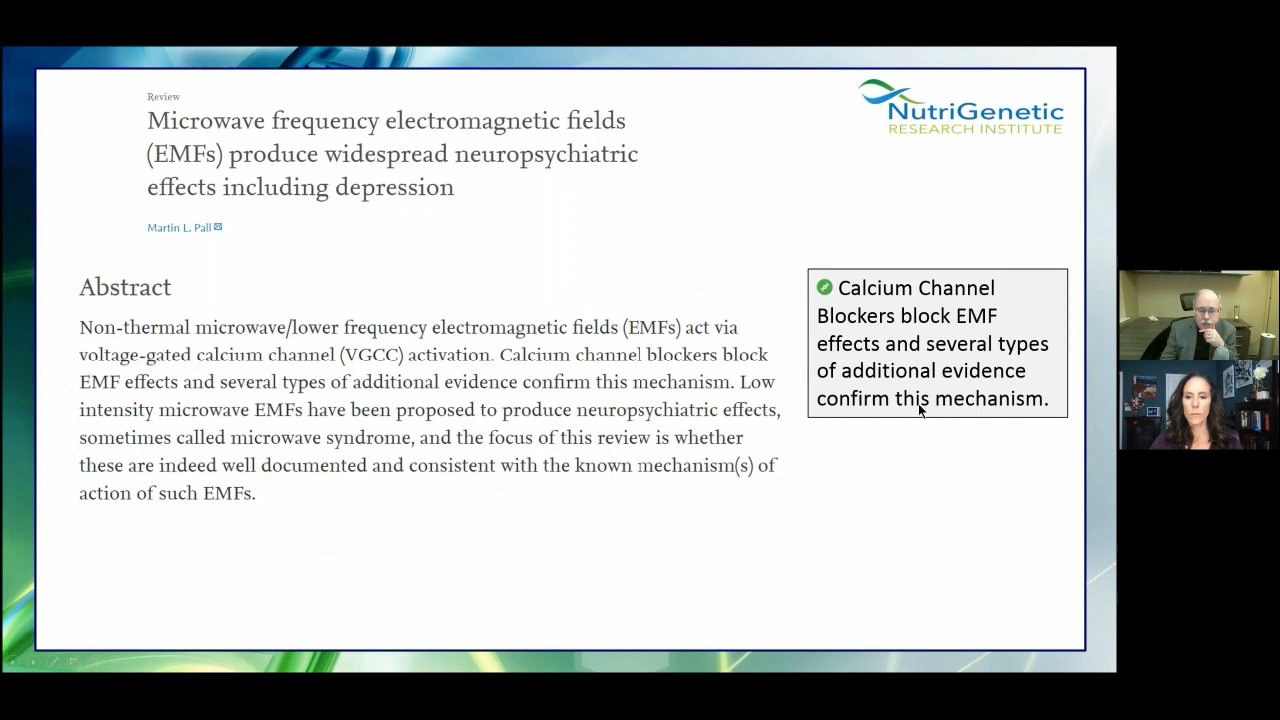 Review
Microwave frequency electromagnetic fields
(EMFs) produce widespread neuropsychiatric
effects including depression
Martin L. Pall
NutriGenetic
RESEARCH INSTITUTE
Abstract
Non-thermal microwave/lower frequency electromagnetic fields (EMFs) act via
voltage-gated calcium channel (VGCC) activation. Calcium channel blockers block
EMF effects and several types of additional evidence confirm this mechanism. Low
intensity microwave EMFs have been proposed to produce neuropsychiatric effects,
sometimes called microwave syndrome, and the focus of this review is whether
these are indeed well documented and consistent with the known mechanism(s) of
action of such EMFs.
Calcium Channel
Blockers block EMF
effects and several types
of additional evidence
confirm this mechanism.